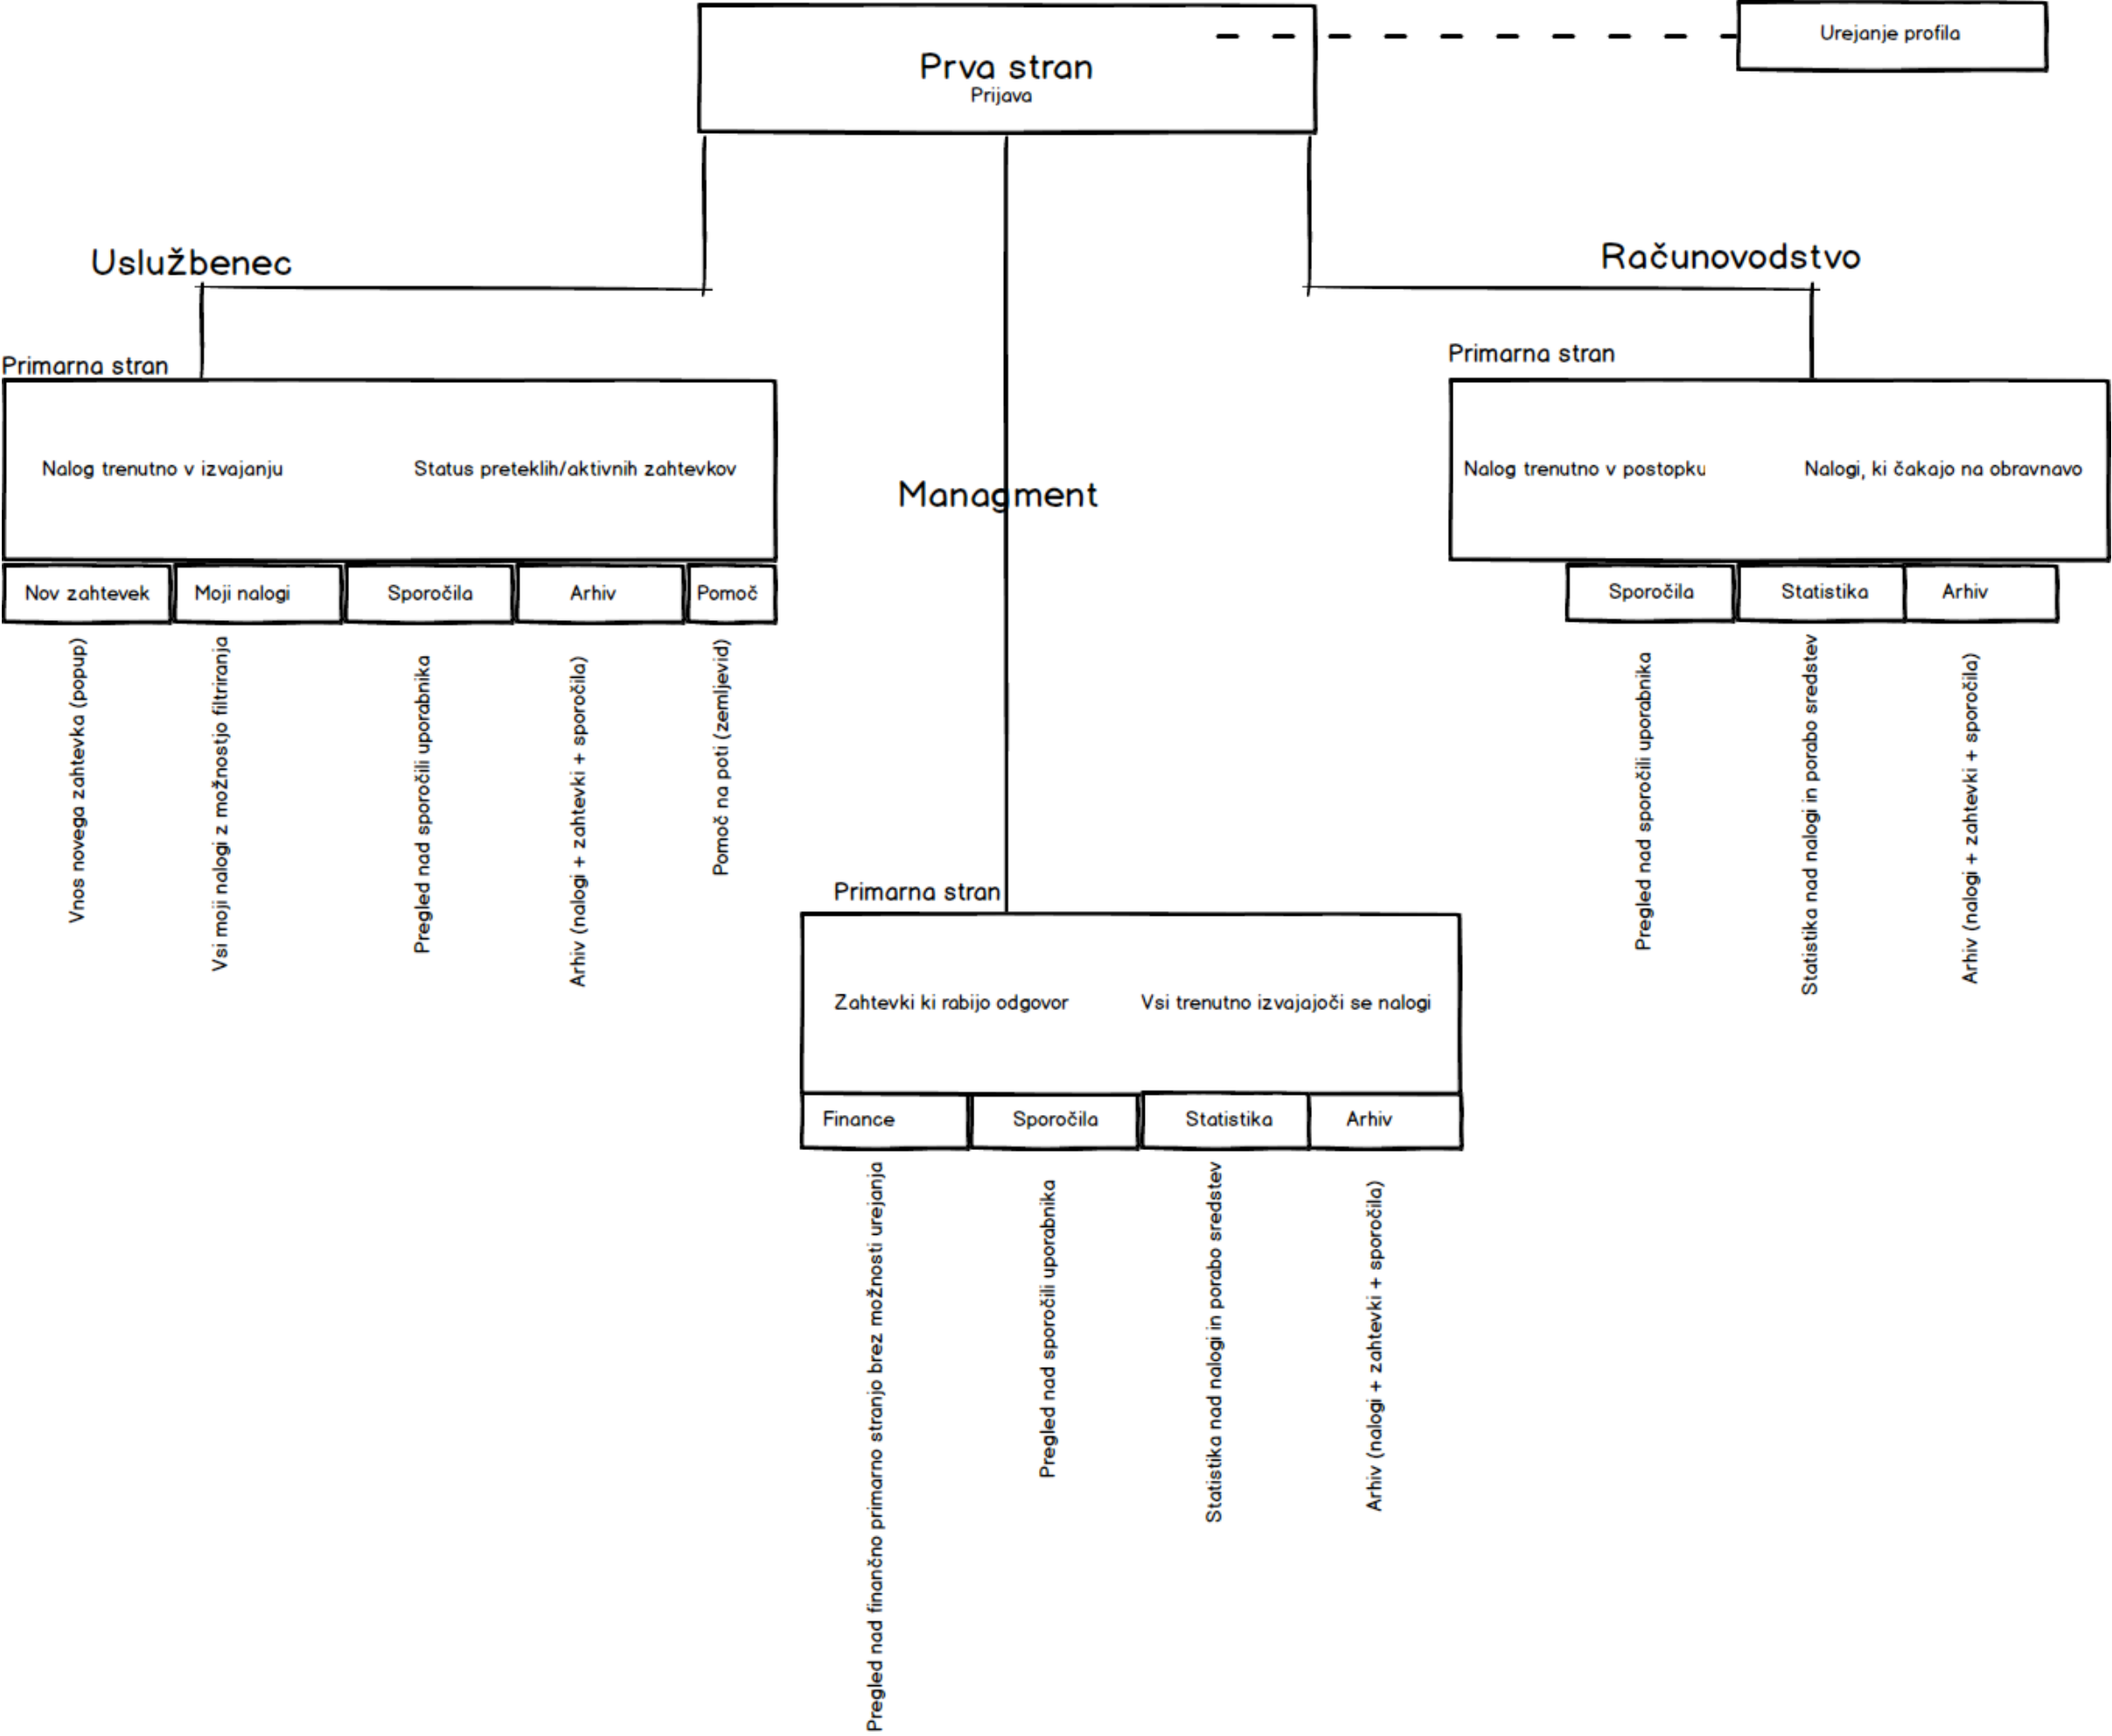 Prva stran
Prijava
Urejanje profila
Uslužbenec
Računovodstvo
Primarna stran
Primarna stran
Nalog trenutno v izvajanju
Status preteklih/aktivnih zahtevkov
Nalog trenutno v postopku
Nalogi, ki čakajo na obravnavo
Managment
Nov zahtevek
Moji nalogi
Sporočila
Arhiv
Pomoč
Sporočila
Statistika
Arhiv
Vnos novega zahtevka (popup)
Vsi moji nalogi z možnostjo filtriranja
Pregled nad sporočili uporabnika
Arhiv (nalogi + zahtevki + sporočila)
Pomoč na poti (zemljevid)
Pregled nad sporočili uporabnika
Statistika nad nalogi in porabo sredstev
Arhiv (nalogi + zahtevki + sporočila)
Primarna stran
Zahtevki ki rabijo odgovor
Vsi trenutno izvajajoči se nalogi
Finance
Sporočila
Statistika
Arhiv
Pregled nad finančno primarno stranjo brez možnosti urejanja
Pregled nad sporočili uporabnika
Statistika nad nalogi in porabo sredstev
Arhiv (nalogi + zahtevki + sporočila)